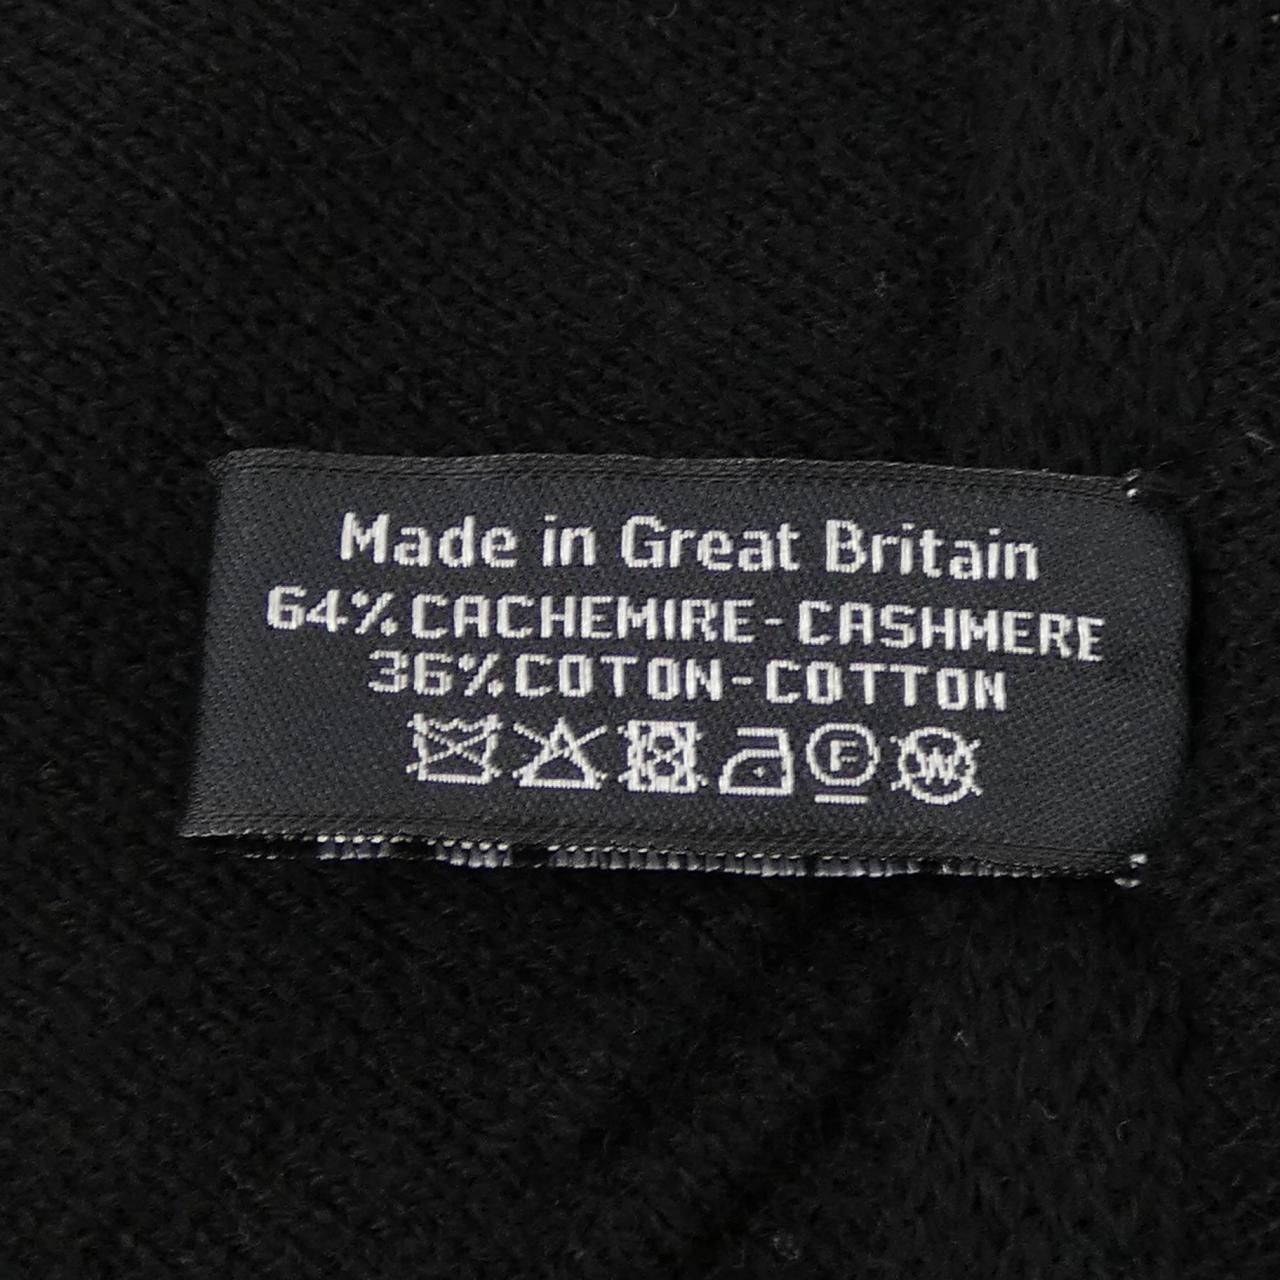 Made in Great Britain
64% CACHEMIRE - CASHMERE
36% COTON - COTTON
F W